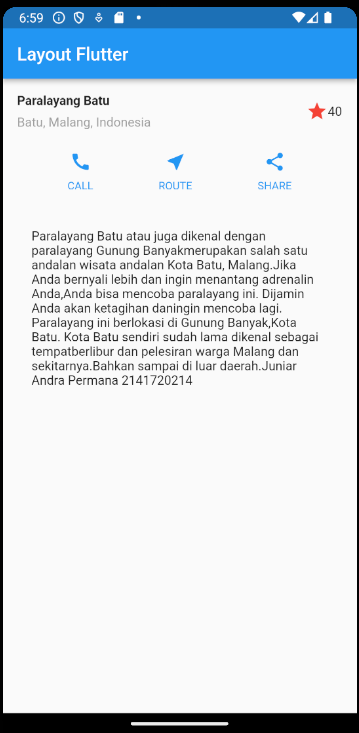 6:59
Layout Flutter
Paralayang Batu
Batu, Malang, Indonesia
40
CALL
ROUTE
SHARE
Paralayang Batu atau juga dikenal dengan
paralayang Gunung Banyakmerupakan salah satu
andalan wisata andalan Kota Batu, Malang.Jika
Anda bernyali lebih dan ingin menantang adrenalin
Anda,Anda bisa mencoba paralayang ini. Dijamin
Anda akan ketagihan daningin mencoba lagi.
Paralayang ini berlokasi di Gunung Banyak,Kota
Batu. Kota Batu sendiri sudah lama dikenal sebagai
tempatberlibur dan pelesiran warga Malang dan
sekitarnya.Bahkan sampai di luar daerah.Juniar
Andra Permana 2141720214